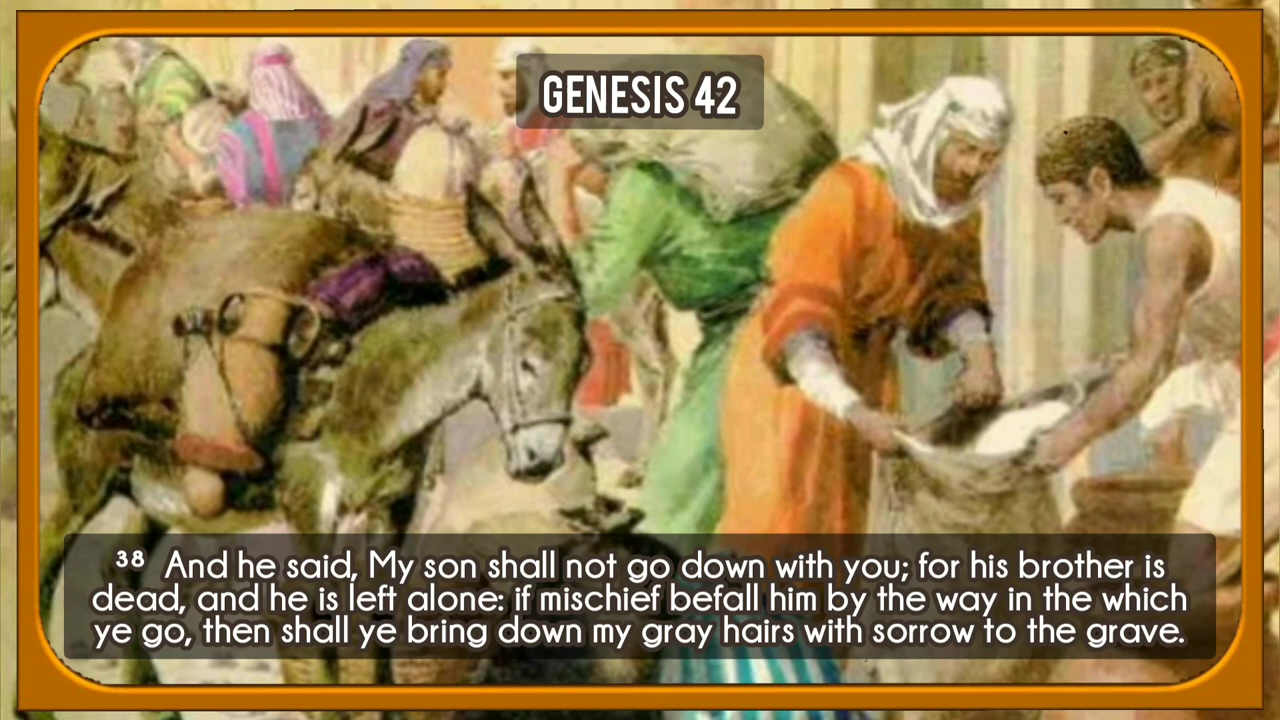 GENESIS 42
38 And he said, My son shall not go down with you; for his brother is
dead, and he is left alone: if mischief befall him by the way in the which
ye go, then shall ye bring down my gray hairs with sorrow to the grave.